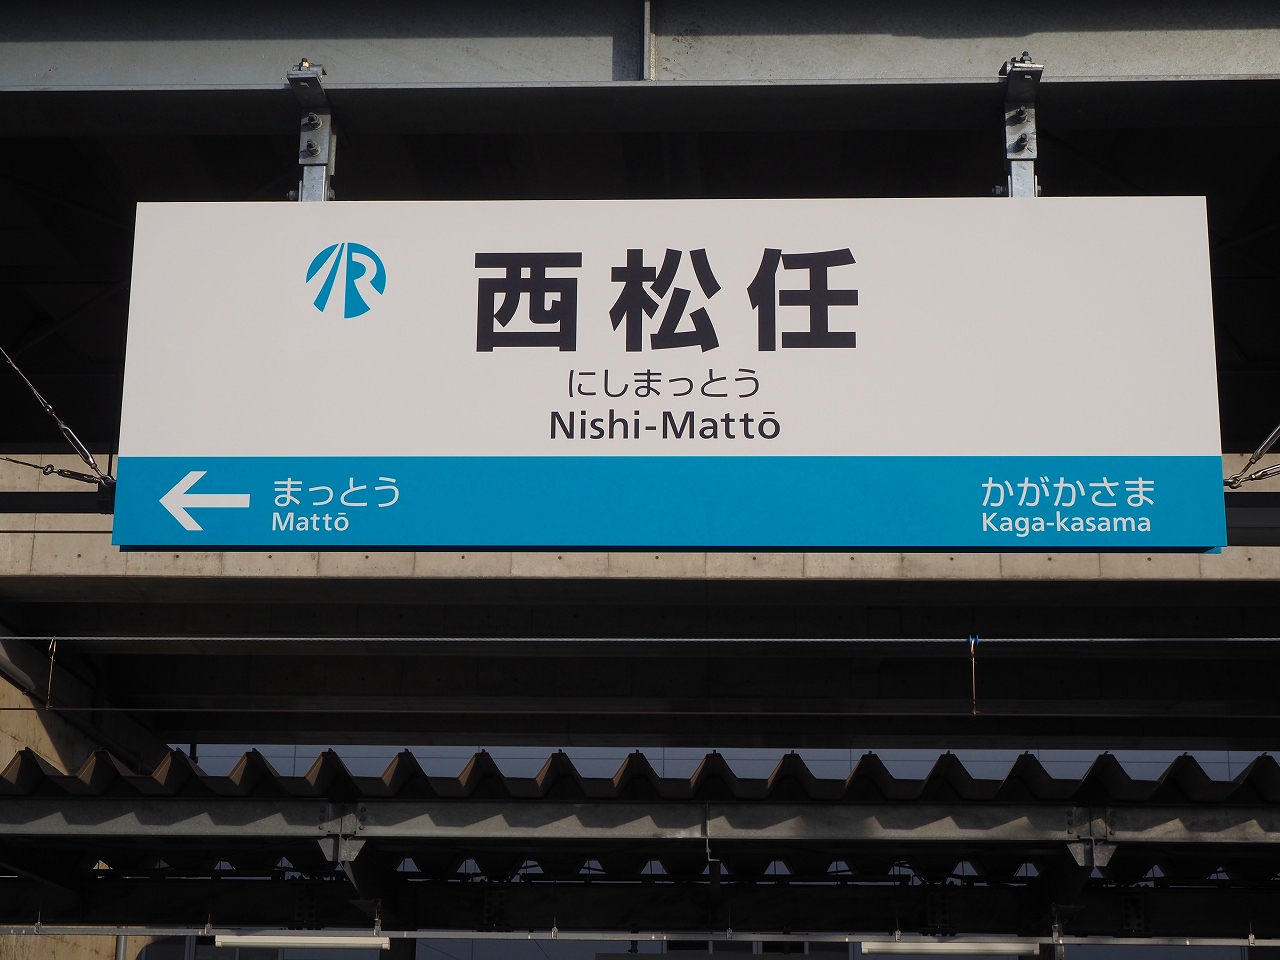 IR
西松任
にしまっとう
Nishi-Mattō
まっとう
Mattō
かがかさま
Kaga-kasama